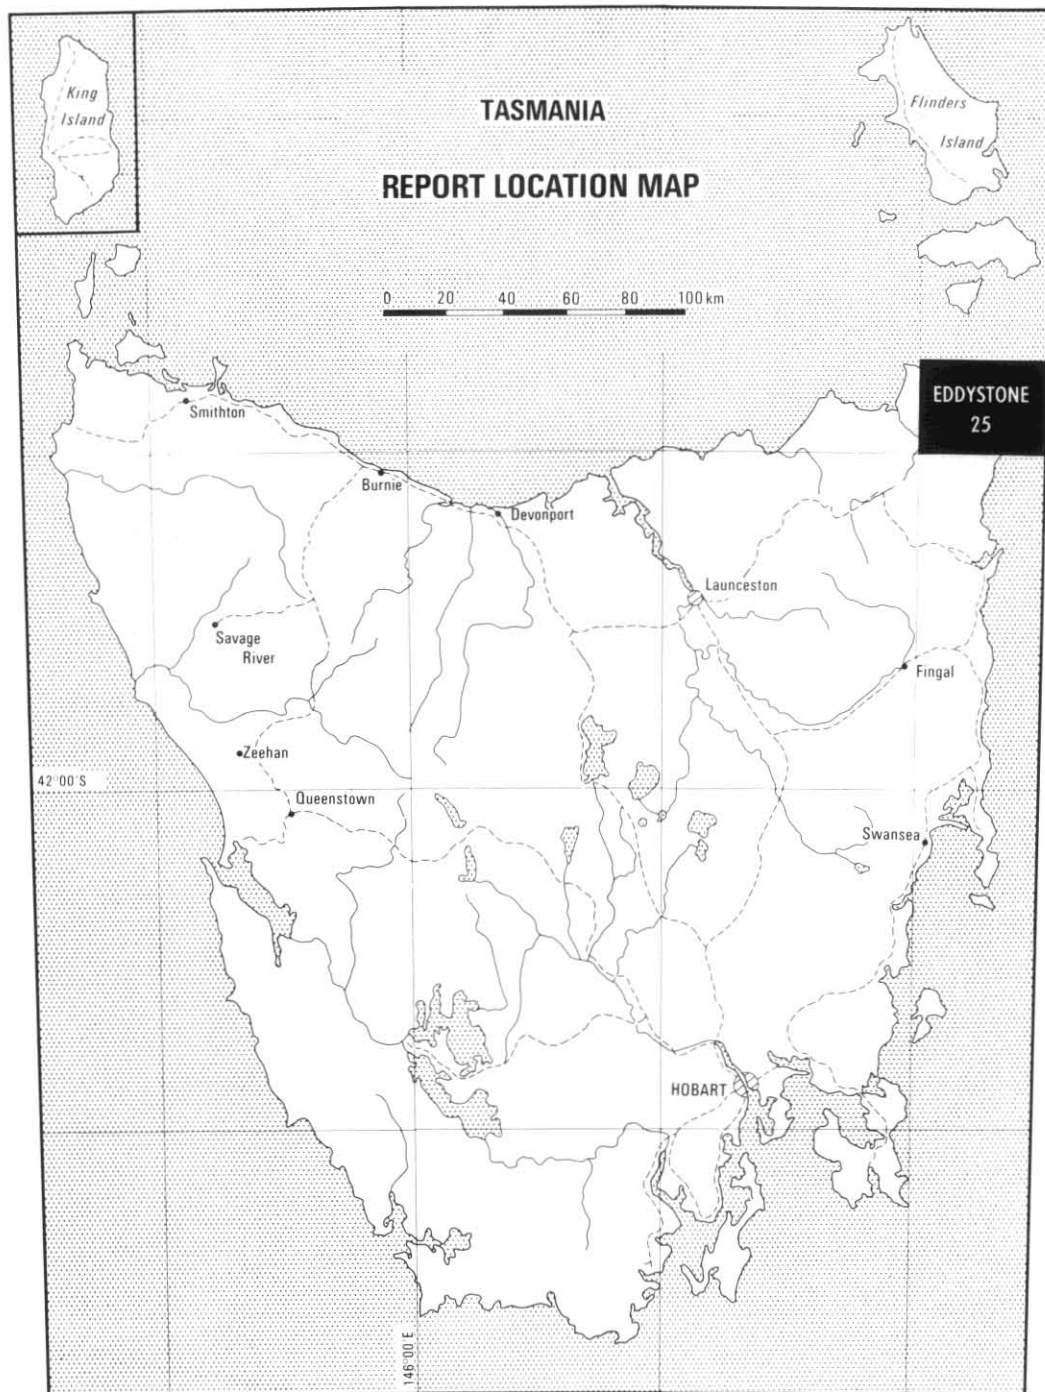 King
Island
TASMANIA
REPORT LOCATION MAP
Flinders
Island
0 20 40 60 80 100 km
EDDYSTONE
25
Smithton
Burnie
Devonport
Launceston
Savage
River
Fingal
Zeehan
42°00'S
Queenstown
Swansea
HOBART
146°00'E